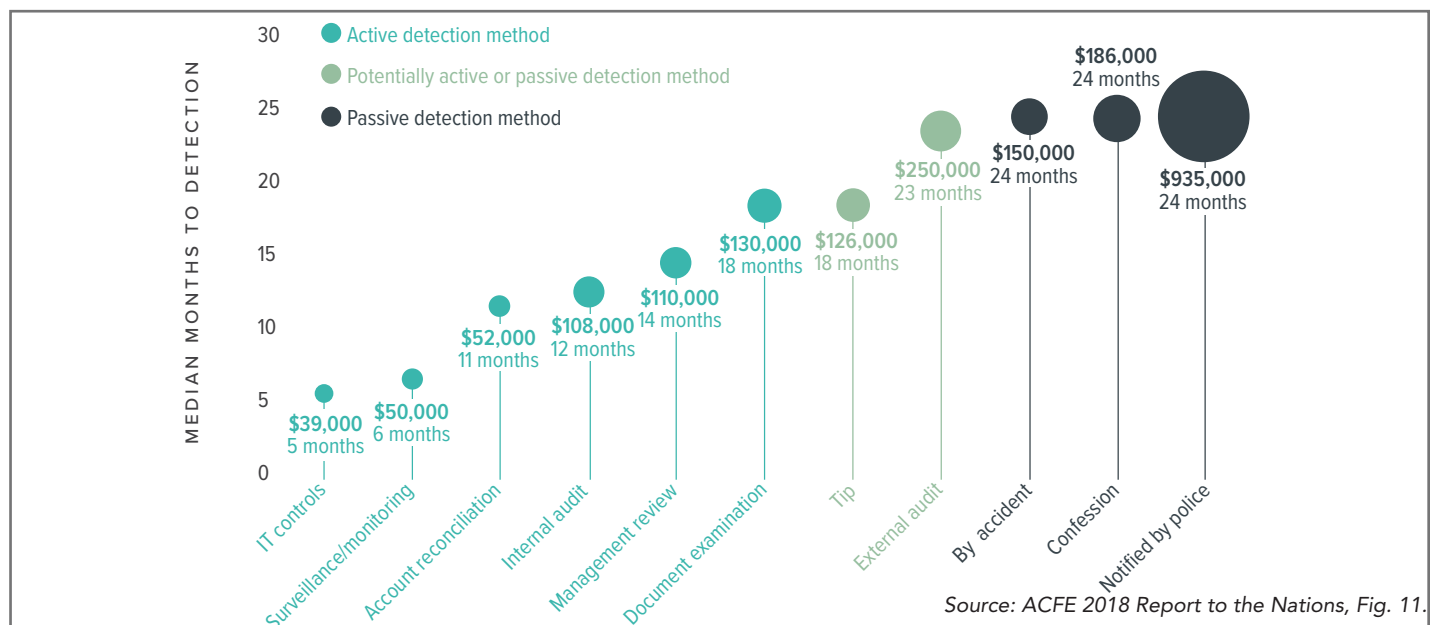 MEDIAN MONTHS TO DETECTION
30
25
20
15
10
5
0
Active detection method
Potentially active or passive detection method
Passive detection method
$39,000
5 months
$50,000
6 months
$52,000
11 months
$108,000
12 months
$110,000
14 months
$130,000
18 months
$126,000
18 months
$250,000
23 months
$150,000
24 months
$186,000
24 months
$935,000
24 months
IT controls
Surveillance/monitoring
Account reconciliation
Internal audit
Management review
Document examination
Tip
External audit
By accident
Confession
Notified by police
Source: ACFE 2018 Report to the Nations, Fig. 11.